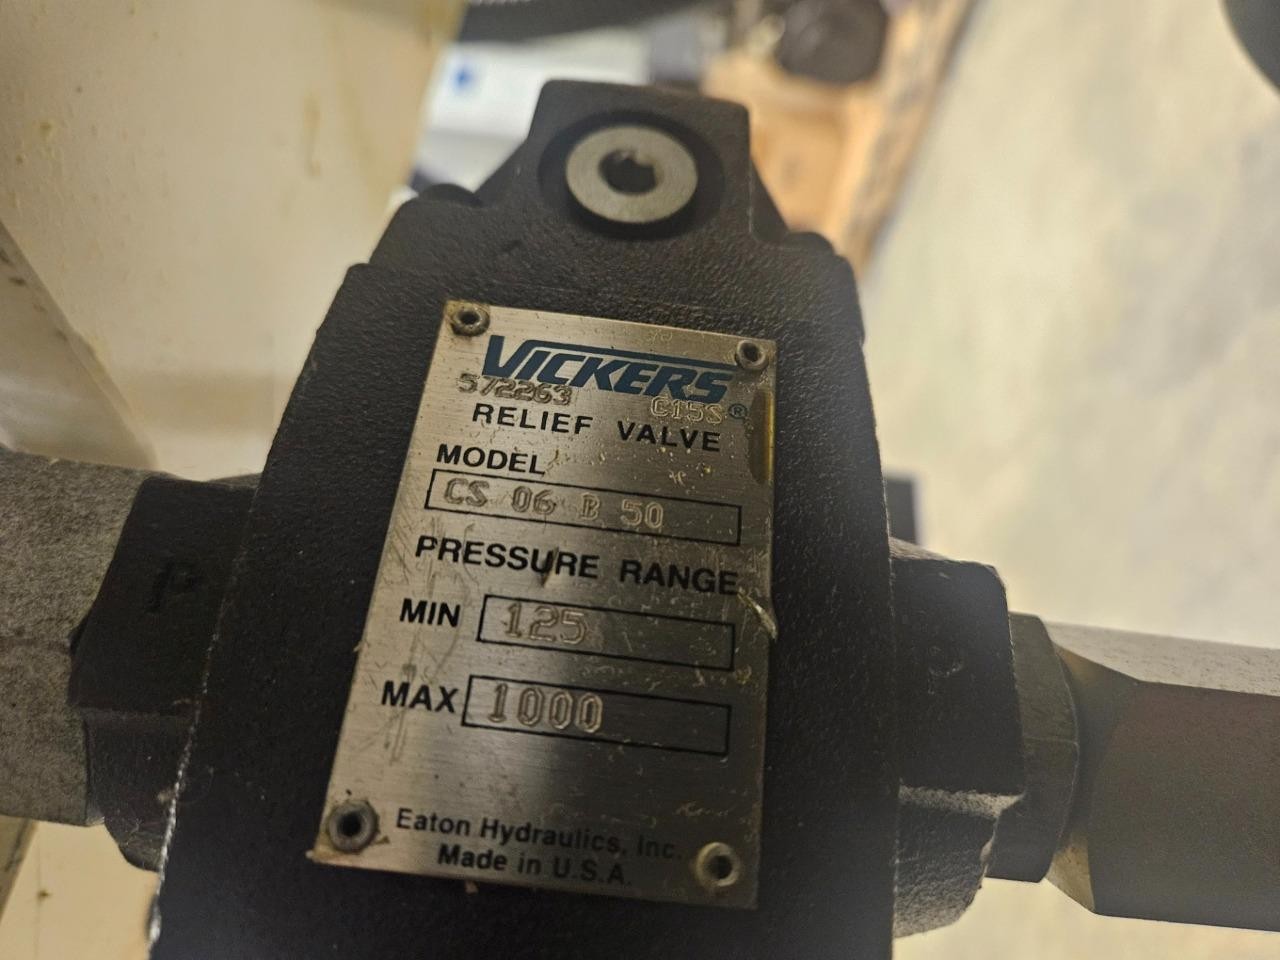 VICKERS
572263 C15S ®
RELIEF VALVE
MODEL
CS 06 B 50
PRESSURE RANGE
MIN 125
MAX 1000
Eaton Hydraulics, Inc.
Made in U.S.A.
P